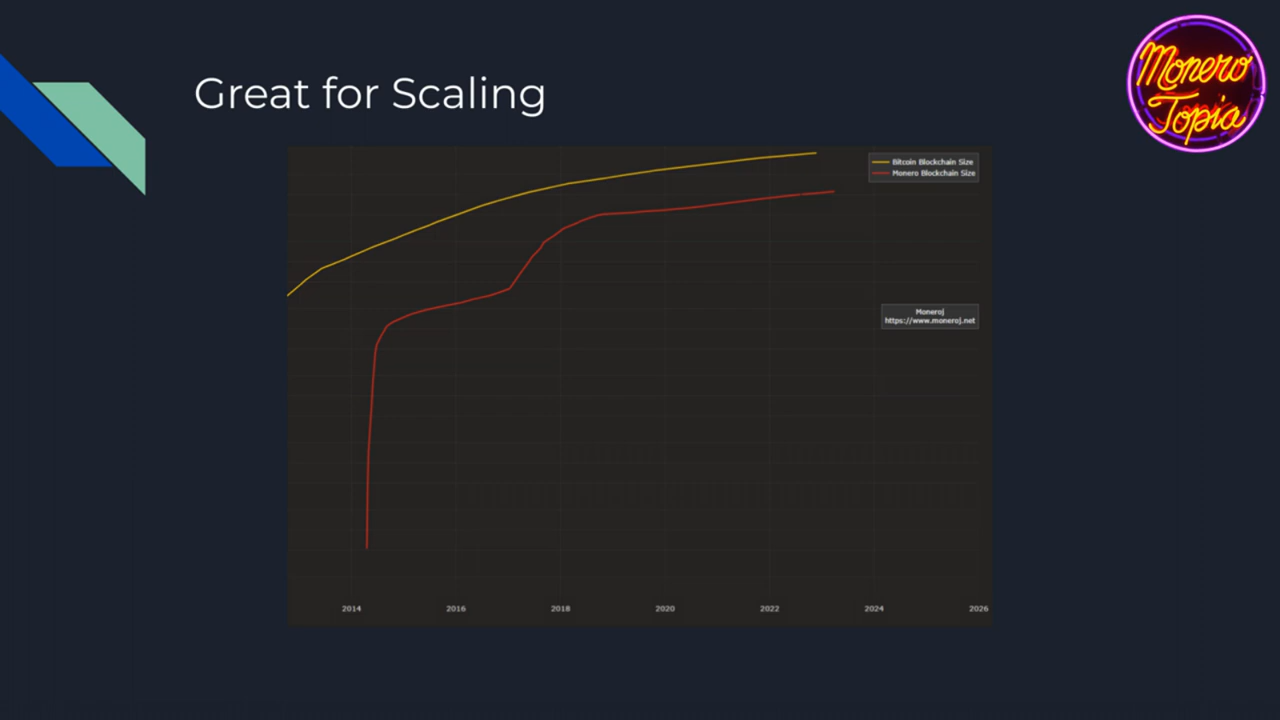 Great for Scaling
Monero
Topia
Bitcoin Blockchain Size
Monero Blockchain Size
Moneroj
https://www.moneroj.net
2014 2016 2018 2020 2022 2024 2026